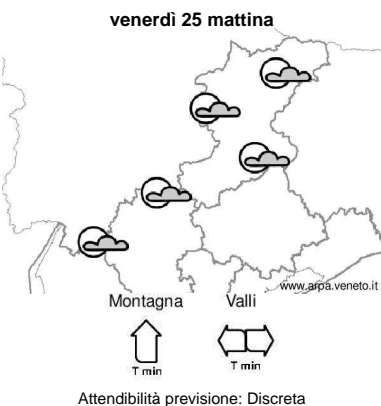 venerdì 25 mattina
www.arpa.veneto.it
Montagna Valli
T min T min
Attendibilità previsione: Discreta